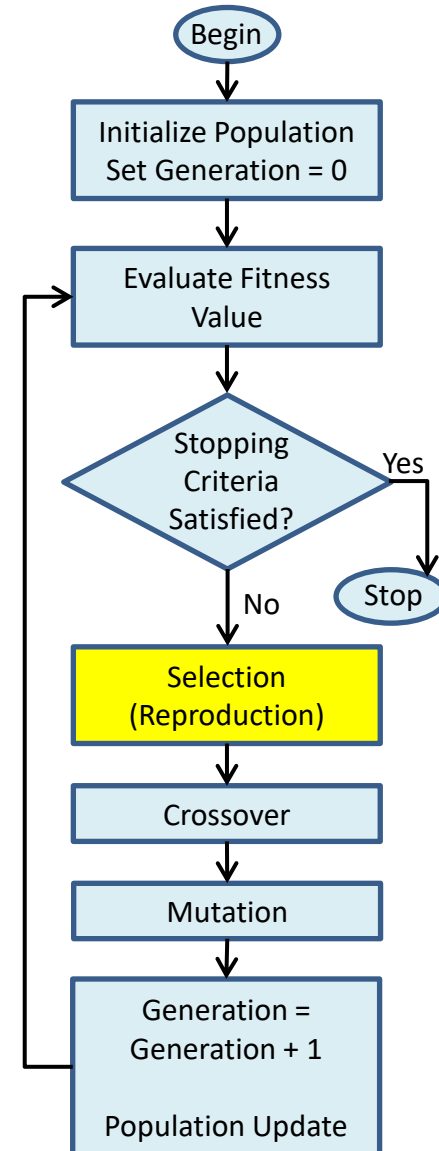 Begin
Initialize Population
Set Generation = 0
Evaluate Fitness
Value
Stopping
Criteria
Satisfied?
Yes
Stop
No
Selection
(Reproduction)
Crossover
Mutation
Generation =
Generation + 1
Population Update